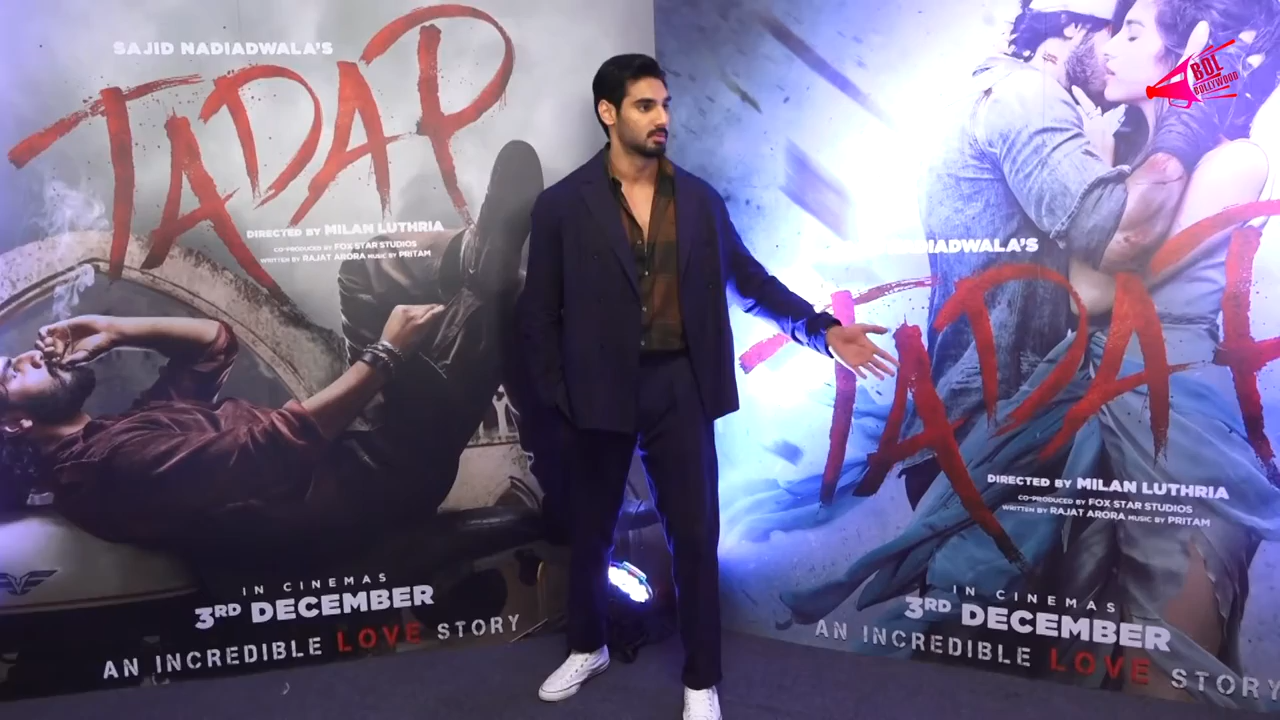 SAJID NADIADWALA'S
TADAP
DIRECTED BY MILAN LUTHRIA
CO-PRODUCED BY FOX STAR STUDIOS
WRITTEN BY RAJAT ARORA MUSIC BY PRITAM
IN CINEMAS
3RD DECEMBER
AN INCREDIBLE LOVE STORY
BOL
BOLLYWOOD
NADIADWALA'S
TADAP
DIRECTED BY MILAN LUTHRIA
CO-PRODUCED BY FOX STAR STUDIOS
WRITTEN BY RAJAT ARORA MUSIC BY PRITAM
IN CINEMAS
3RD DECEMBER
AN INCREDIBLE LOVE STORY